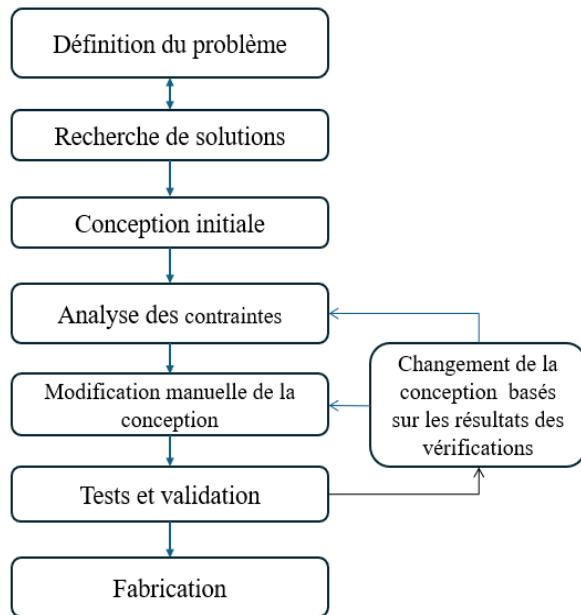 Définition du problème
Recherche de solutions
Conception initiale
Analyse des contraintes
Modification manuelle de la
conception
Changement de la
conception basés
sur les résultats des
vérifications
Tests et validation
Fabrication